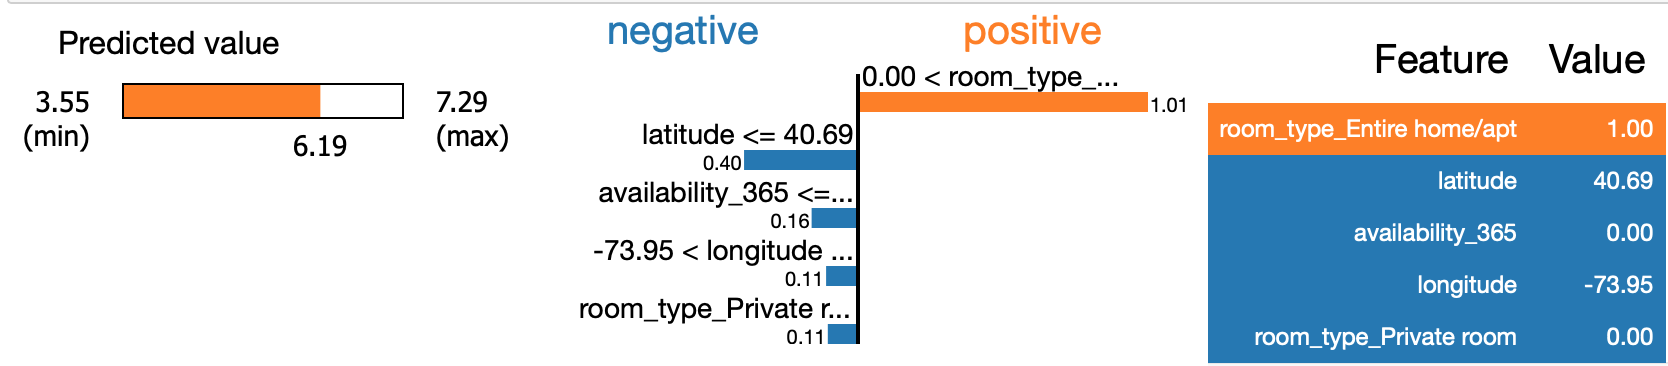 Predicted value
3.55
(min)
6.19
7.29
(max)
negative
positive
0.00 < room_type_...
1.01
latitude <= 40.69
0.40
availability_365 <=...
0.16
-73.95 < longitude ...
0.11
room_type_Private r...
0.11
Feature Value
room_type_Entire home/apt 1.00
latitude 40.69
availability_365 0.00
longitude -73.95
room_type_Private room 0.00